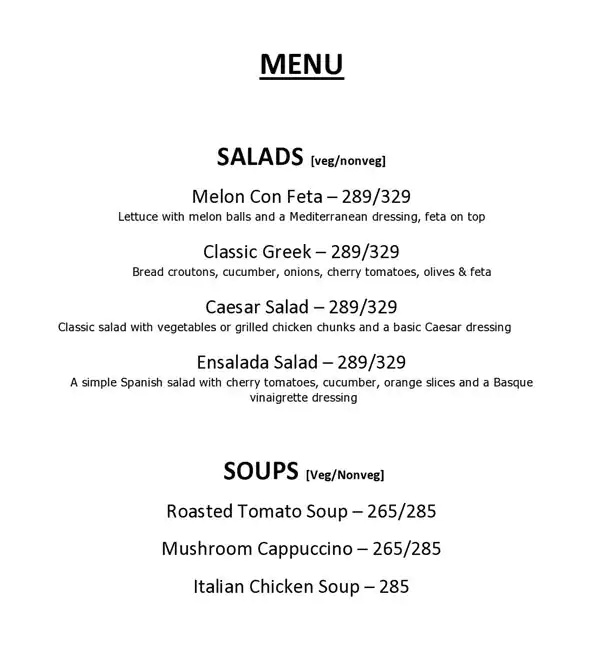 MENU
SALADS [veg/nonveg]
Melon Con Feta – 289/329
Lettuce with melon balls and a Mediterranean dressing, feta on top
Classic Greek – 289/329
Bread croutons, cucumber, onions, cherry tomatoes, olives & feta
Caesar Salad – 289/329
Classic salad with vegetables or grilled chicken chunks and a basic Caesar dressing
Ensalada Salad – 289/329
A simple Spanish salad with cherry tomatoes, cucumber, orange slices and a Basque
vinaigrette dressing
SOUPS [Veg/Nonveg]
Roasted Tomato Soup – 265/285
Mushroom Cappuccino – 265/285
Italian Chicken Soup – 285